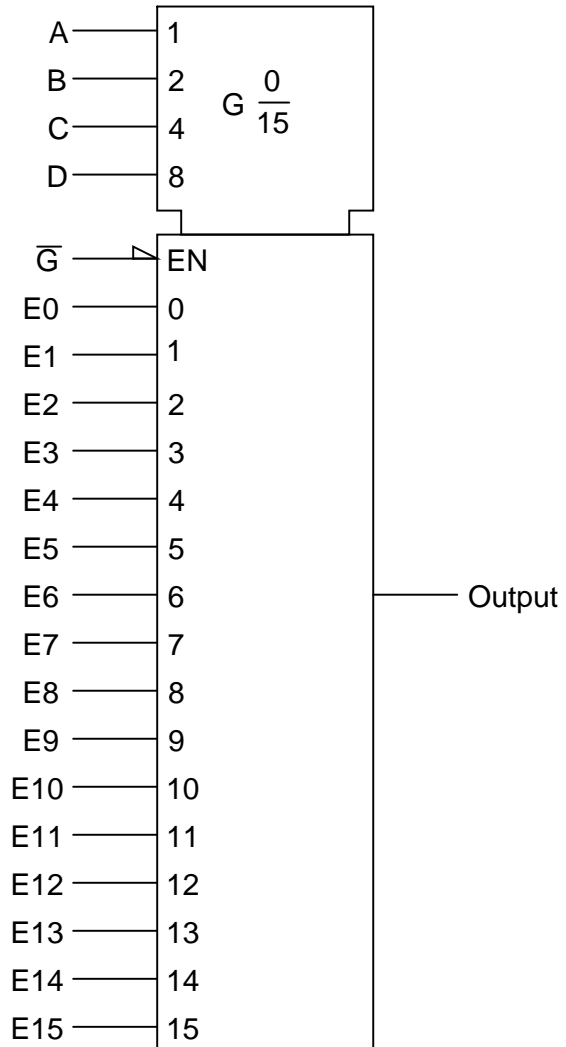 A 1
B 2
C 4
D 8
G 0/15
G̅ EN
E0 0
E1 1
E2 2
E3 3
E4 4
E5 5
E6 6 Output
E7 7
E8 8
E9 9
E10 10
E11 11
E12 12
E13 13
E14 14
E15 15